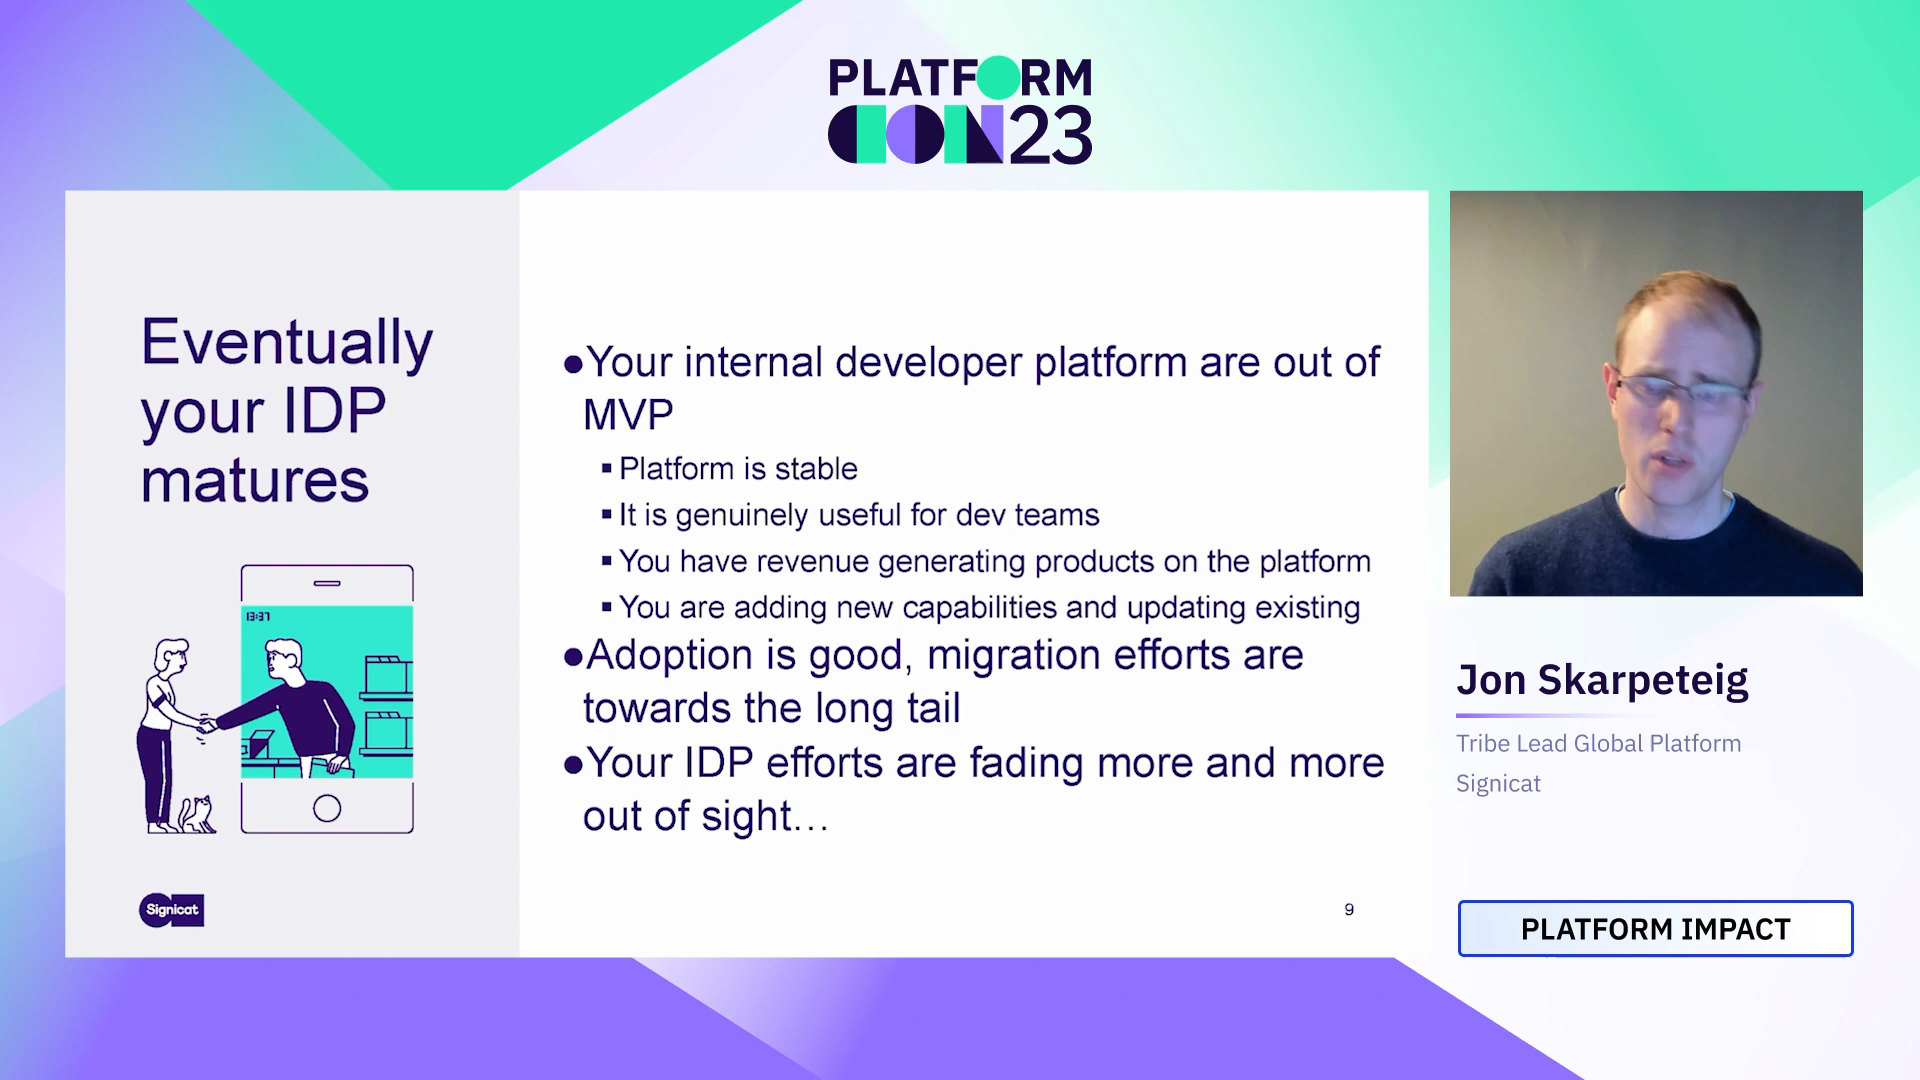 PLATFORM
CON23
Eventually
your IDP
matures
13:37
Signicat
●Your internal developer platform are out of
MVP
▪ Platform is stable
▪ It is genuinely useful for dev teams
▪ You have revenue generating products on the platform
▪ You are adding new capabilities and updating existing
●Adoption is good, migration efforts are
towards the long tail
●Your IDP efforts are fading more and more
out of sight…
9
Jon Skarpeteig
Tribe Lead Global Platform
Signicat
PLATFORM IMPACT